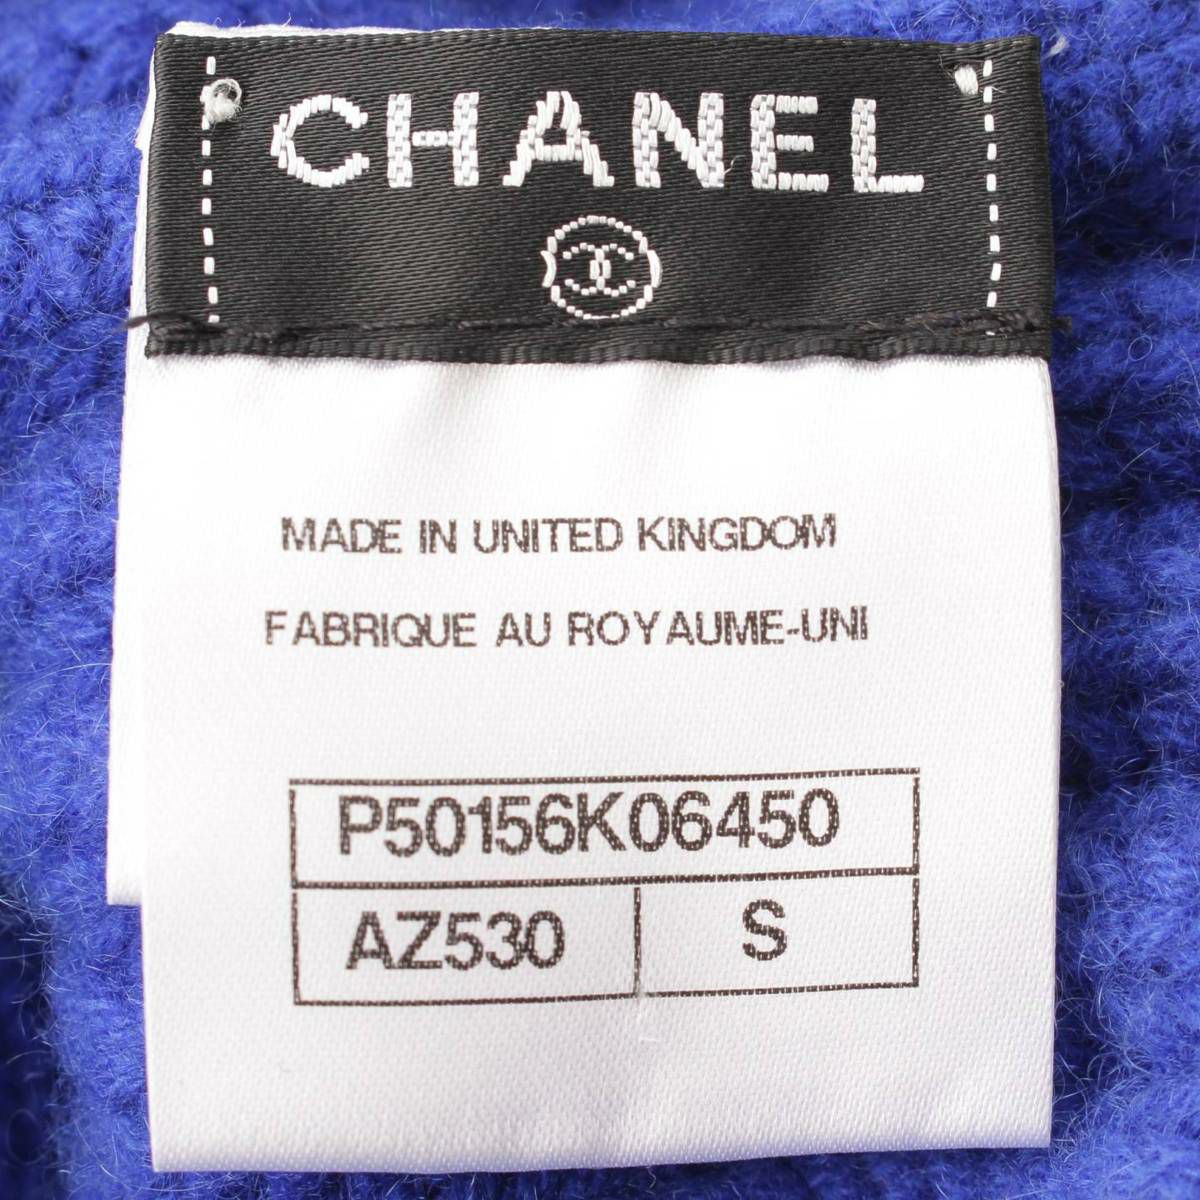 CHANEL
MADE IN UNITED KINGDOM
FABRIQUE AU ROYAUME-UNI
P50156K06450
AZ530 S